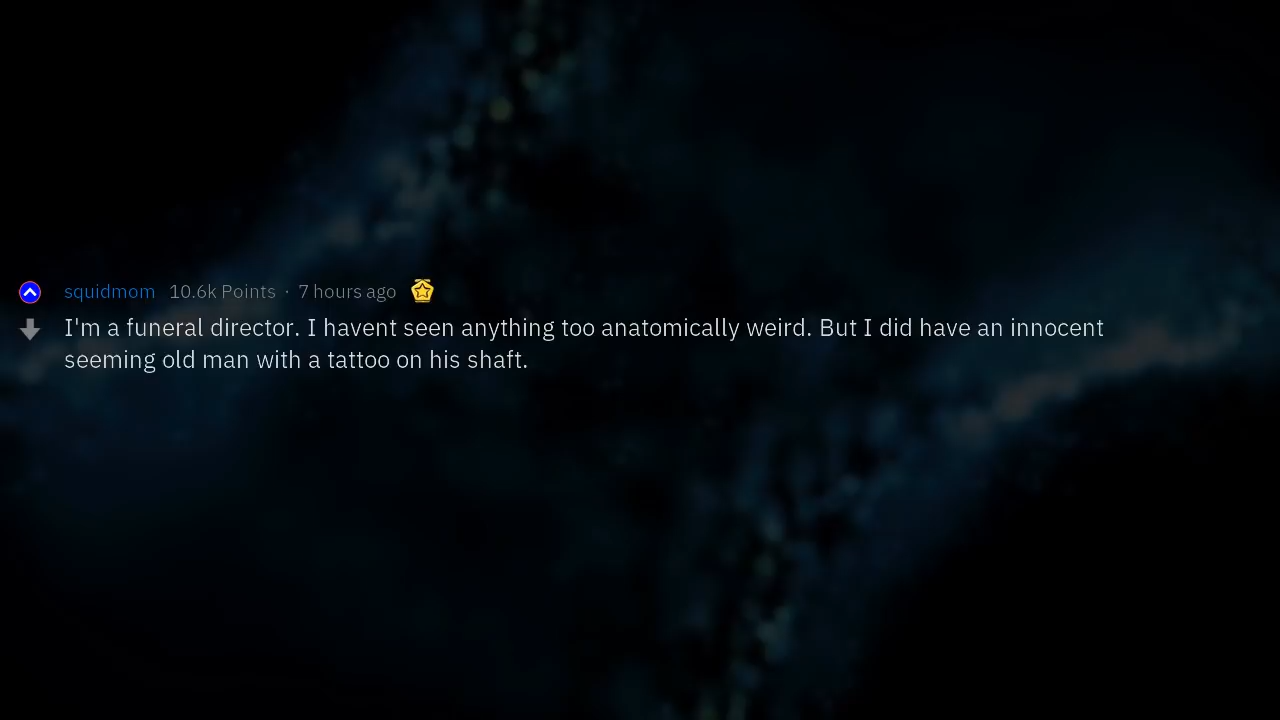 squidmom 10.6k Points · 7 hours ago
I'm a funeral director. I havent seen anything too anatomically weird. But I did have an innocent
seeming old man with a tattoo on his shaft.